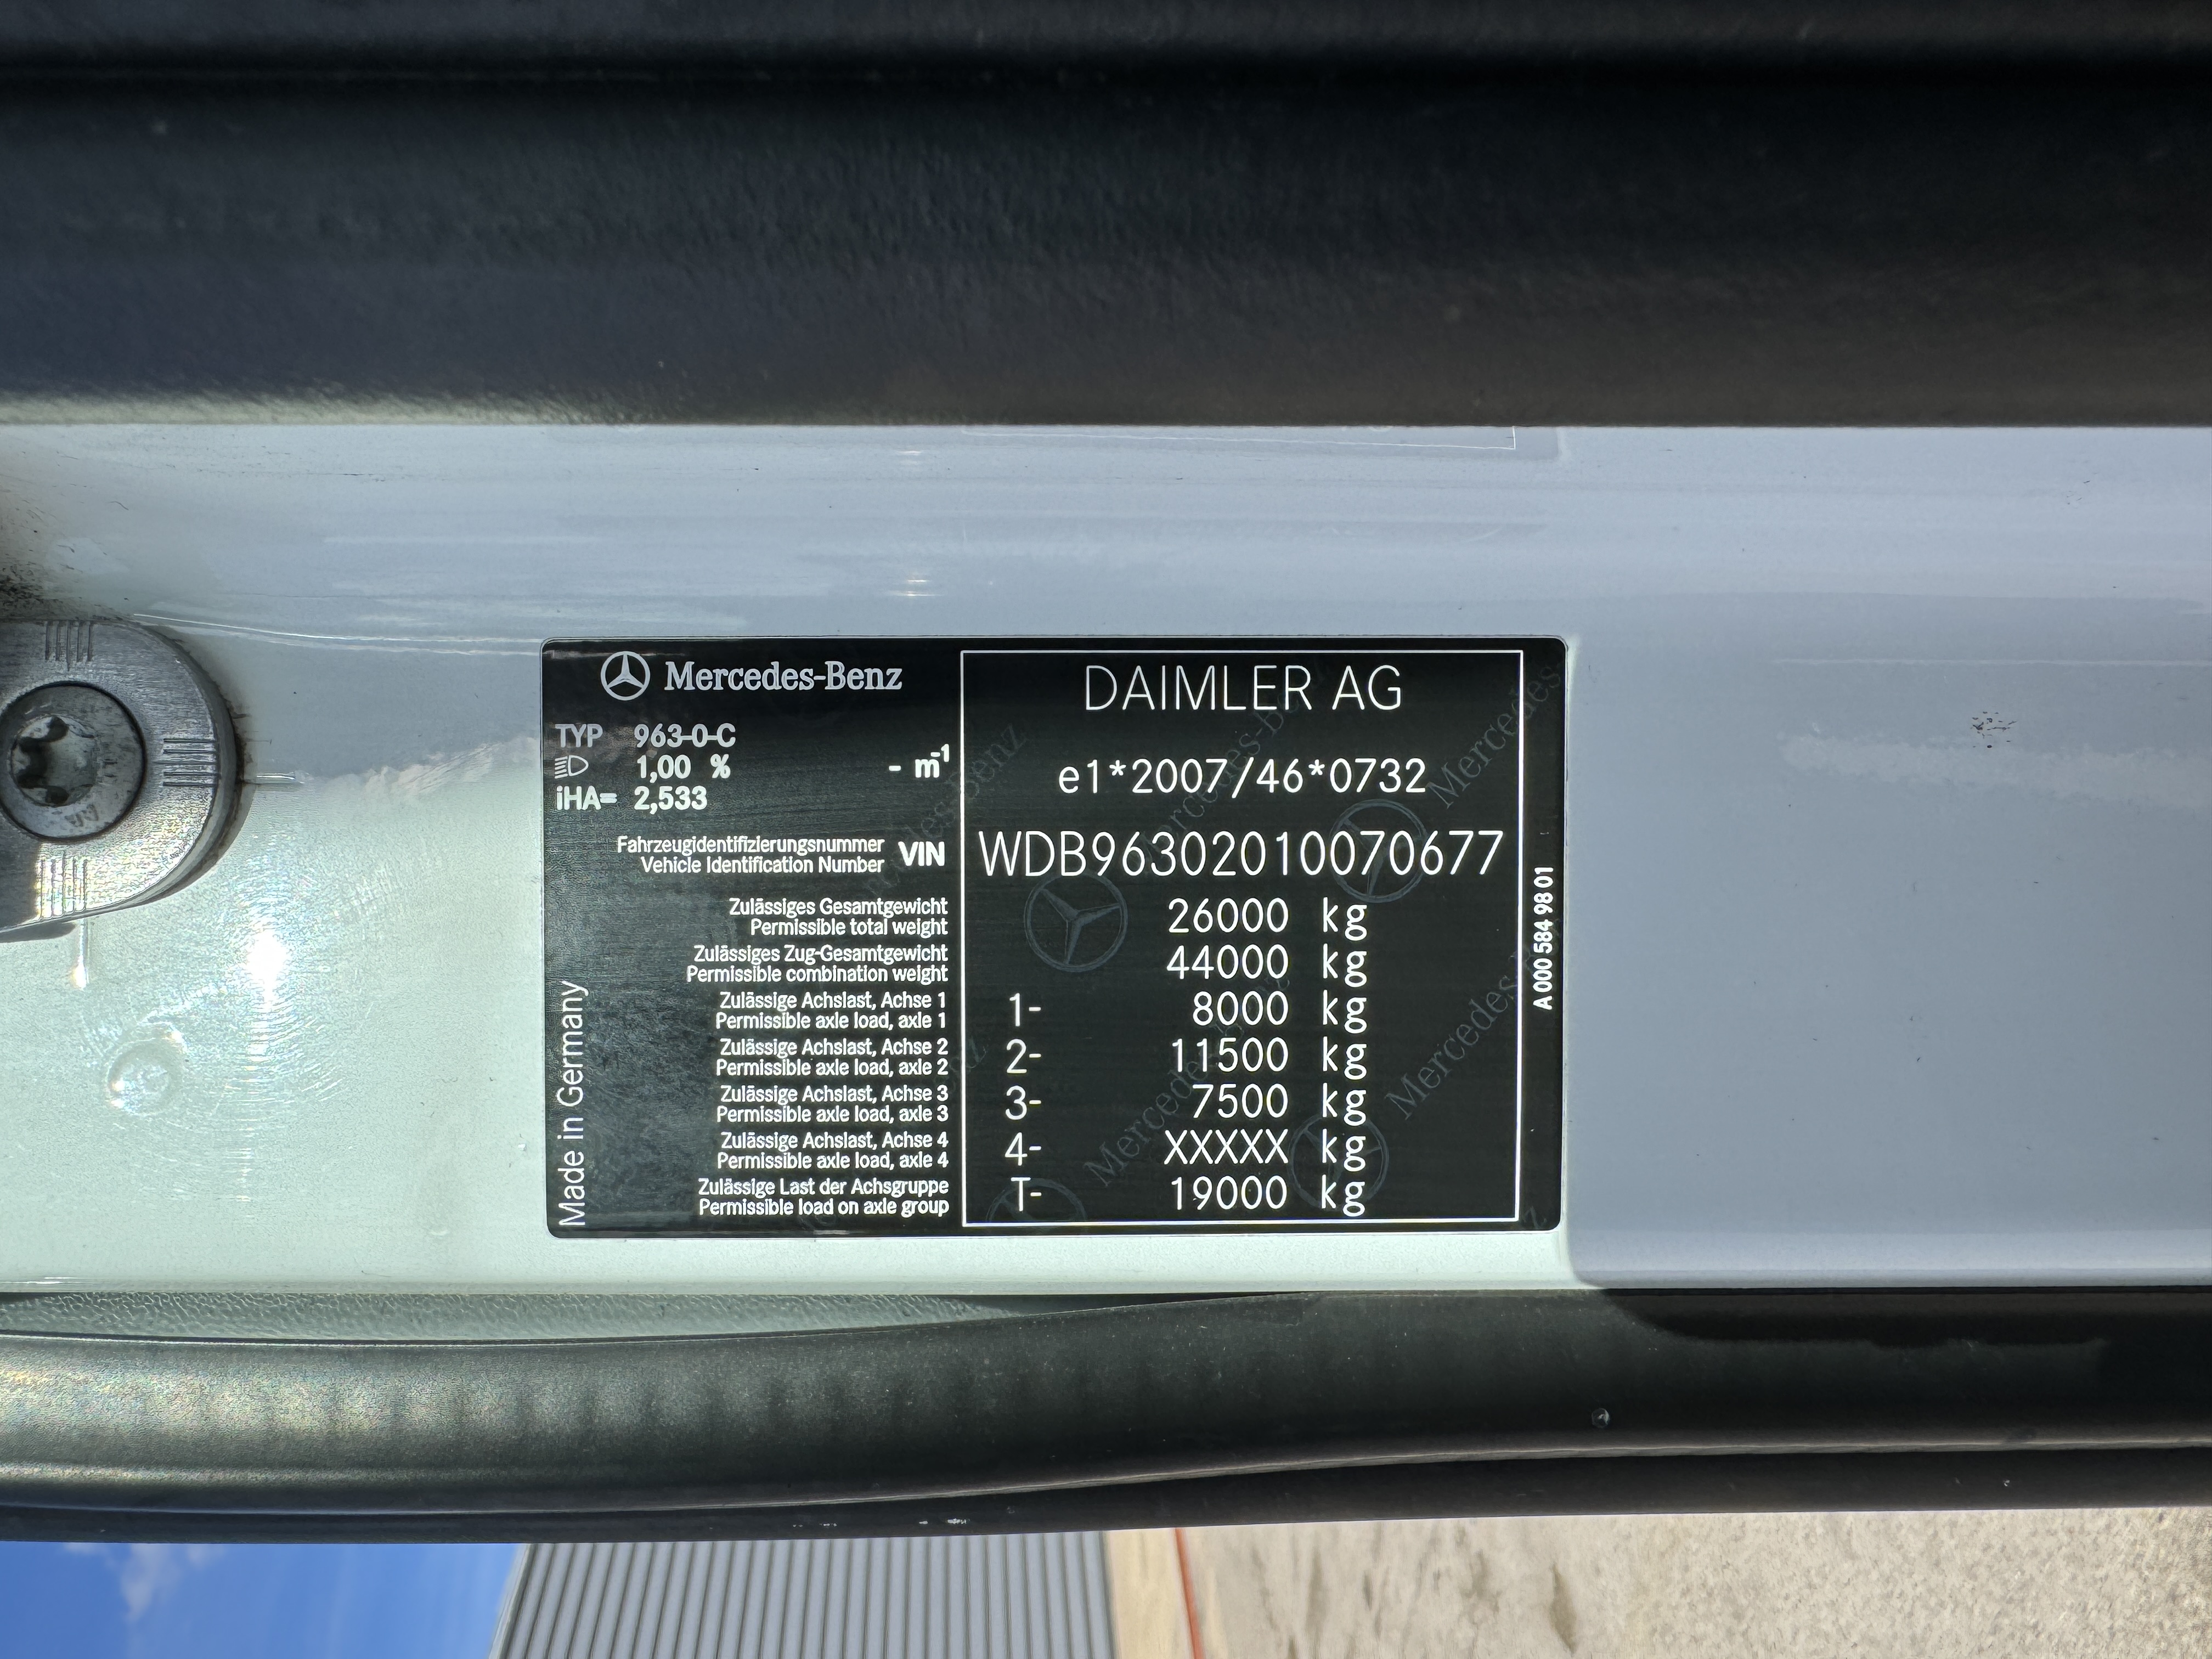 Mercedes-Benz
TYP 963-0-C
1,00 % - m-1
iHA= 2,533
DAIMLER AG
e1*2007/46*0732
Fahrzeugidentifizierungsnummer
Vehicle Identification Number
VIN WDB96302010070677
Zulässiges Gesamtgewicht
Permissible total weight
26000 kg
Zulässiges Zug-Gesamtgewicht
Permissible combination weight
44000 kg
Zulässige Achslast, Achse 1
Permissible axle load, axle 1
1- 8000 kg
Zulässige Achslast, Achse 2
Permissible axle load, axle 2
2- 11500 kg
Zulässige Achslast, Achse 3
Permissible axle load, axle 3
3- 7500 kg
Zulässige Achslast, Achse 4
Permissible axle load, axle 4
4- XXXXX kg
Zulässige Last der Achsgruppe
Permissible load on axle group
T- 19000 kg
Made in Germany
A 000 584 98 01